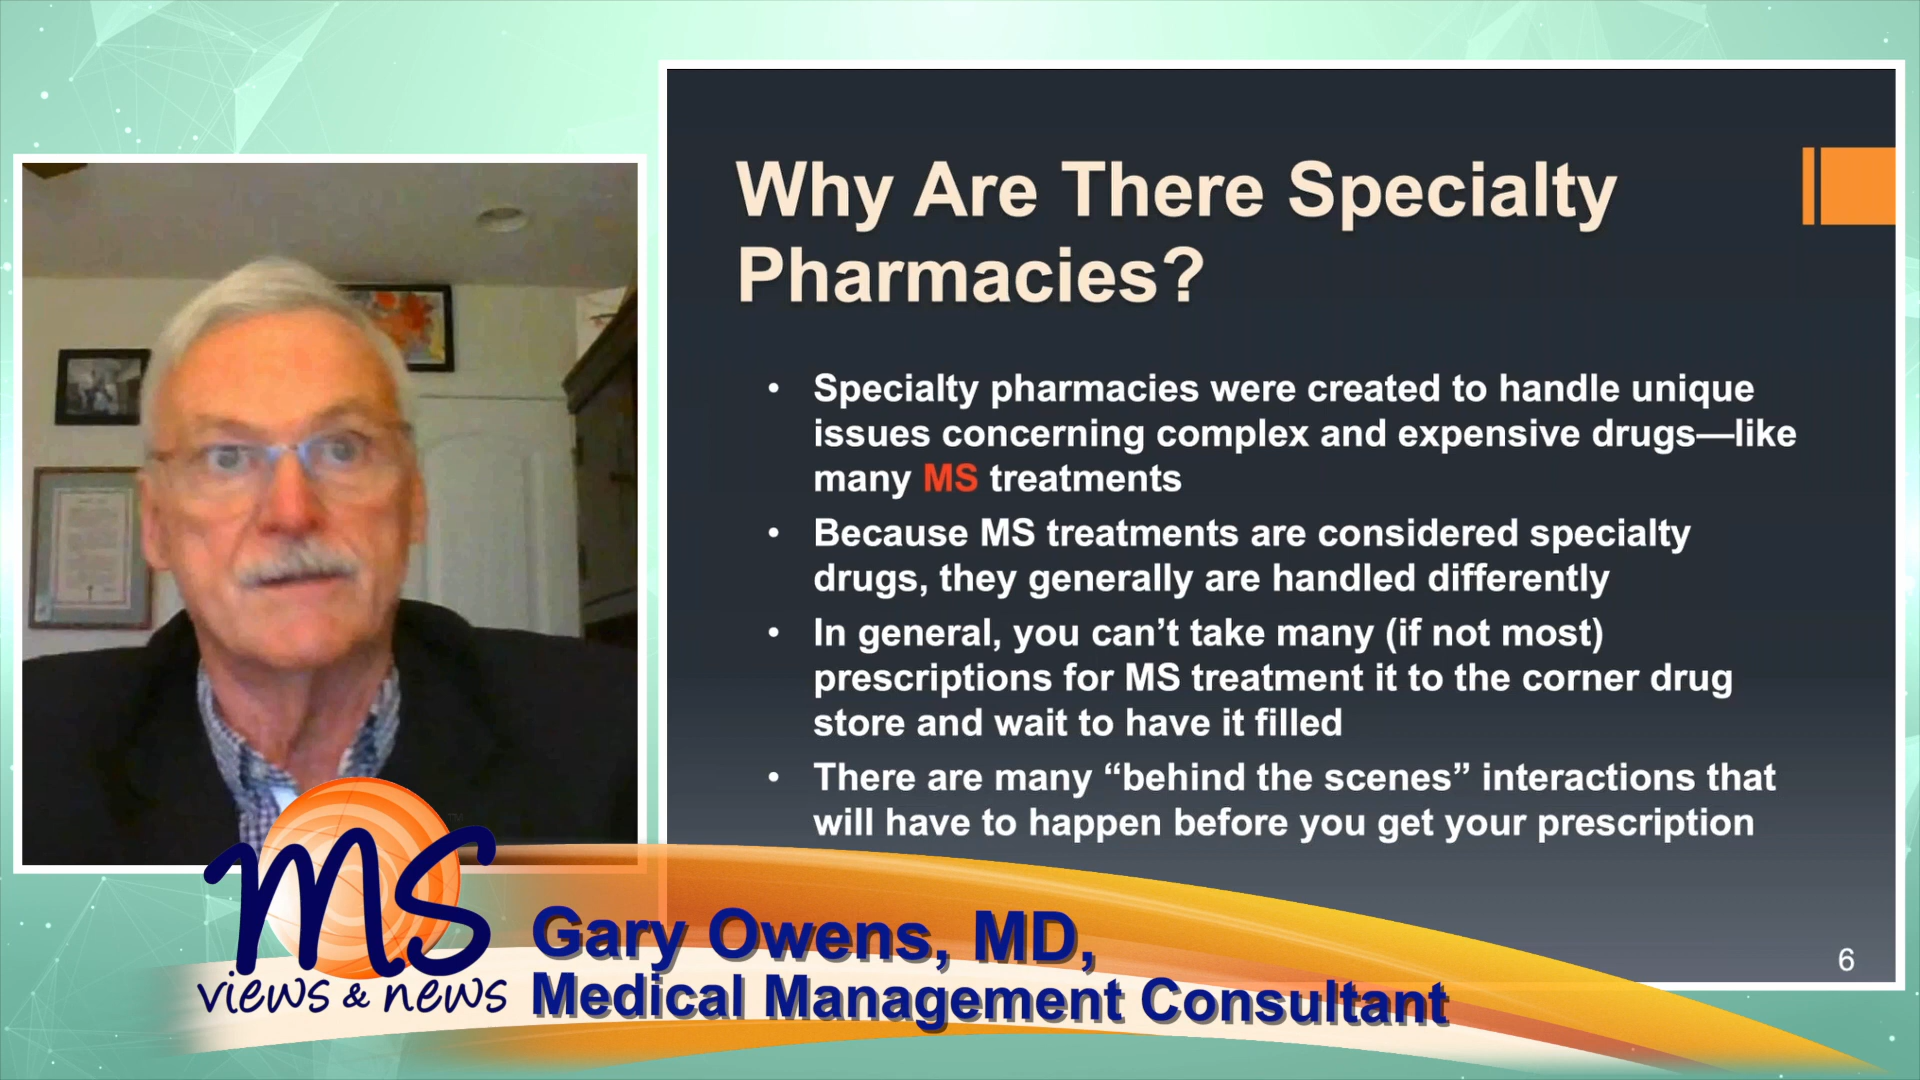 Why Are There Specialty
Pharmacies?
• Specialty pharmacies were created to handle unique
issues concerning complex and expensive drugs—like
many MS treatments
• Because MS treatments are considered specialty
drugs, they generally are handled differently
• In general, you can’t take many (if not most)
prescriptions for MS treatment it to the corner drug
store and wait to have it filled
• There are many “behind the scenes” interactions that
will have to happen before you get your prescription
6
MS
views & news
Gary Owens, MD,
Medical Management Consultant